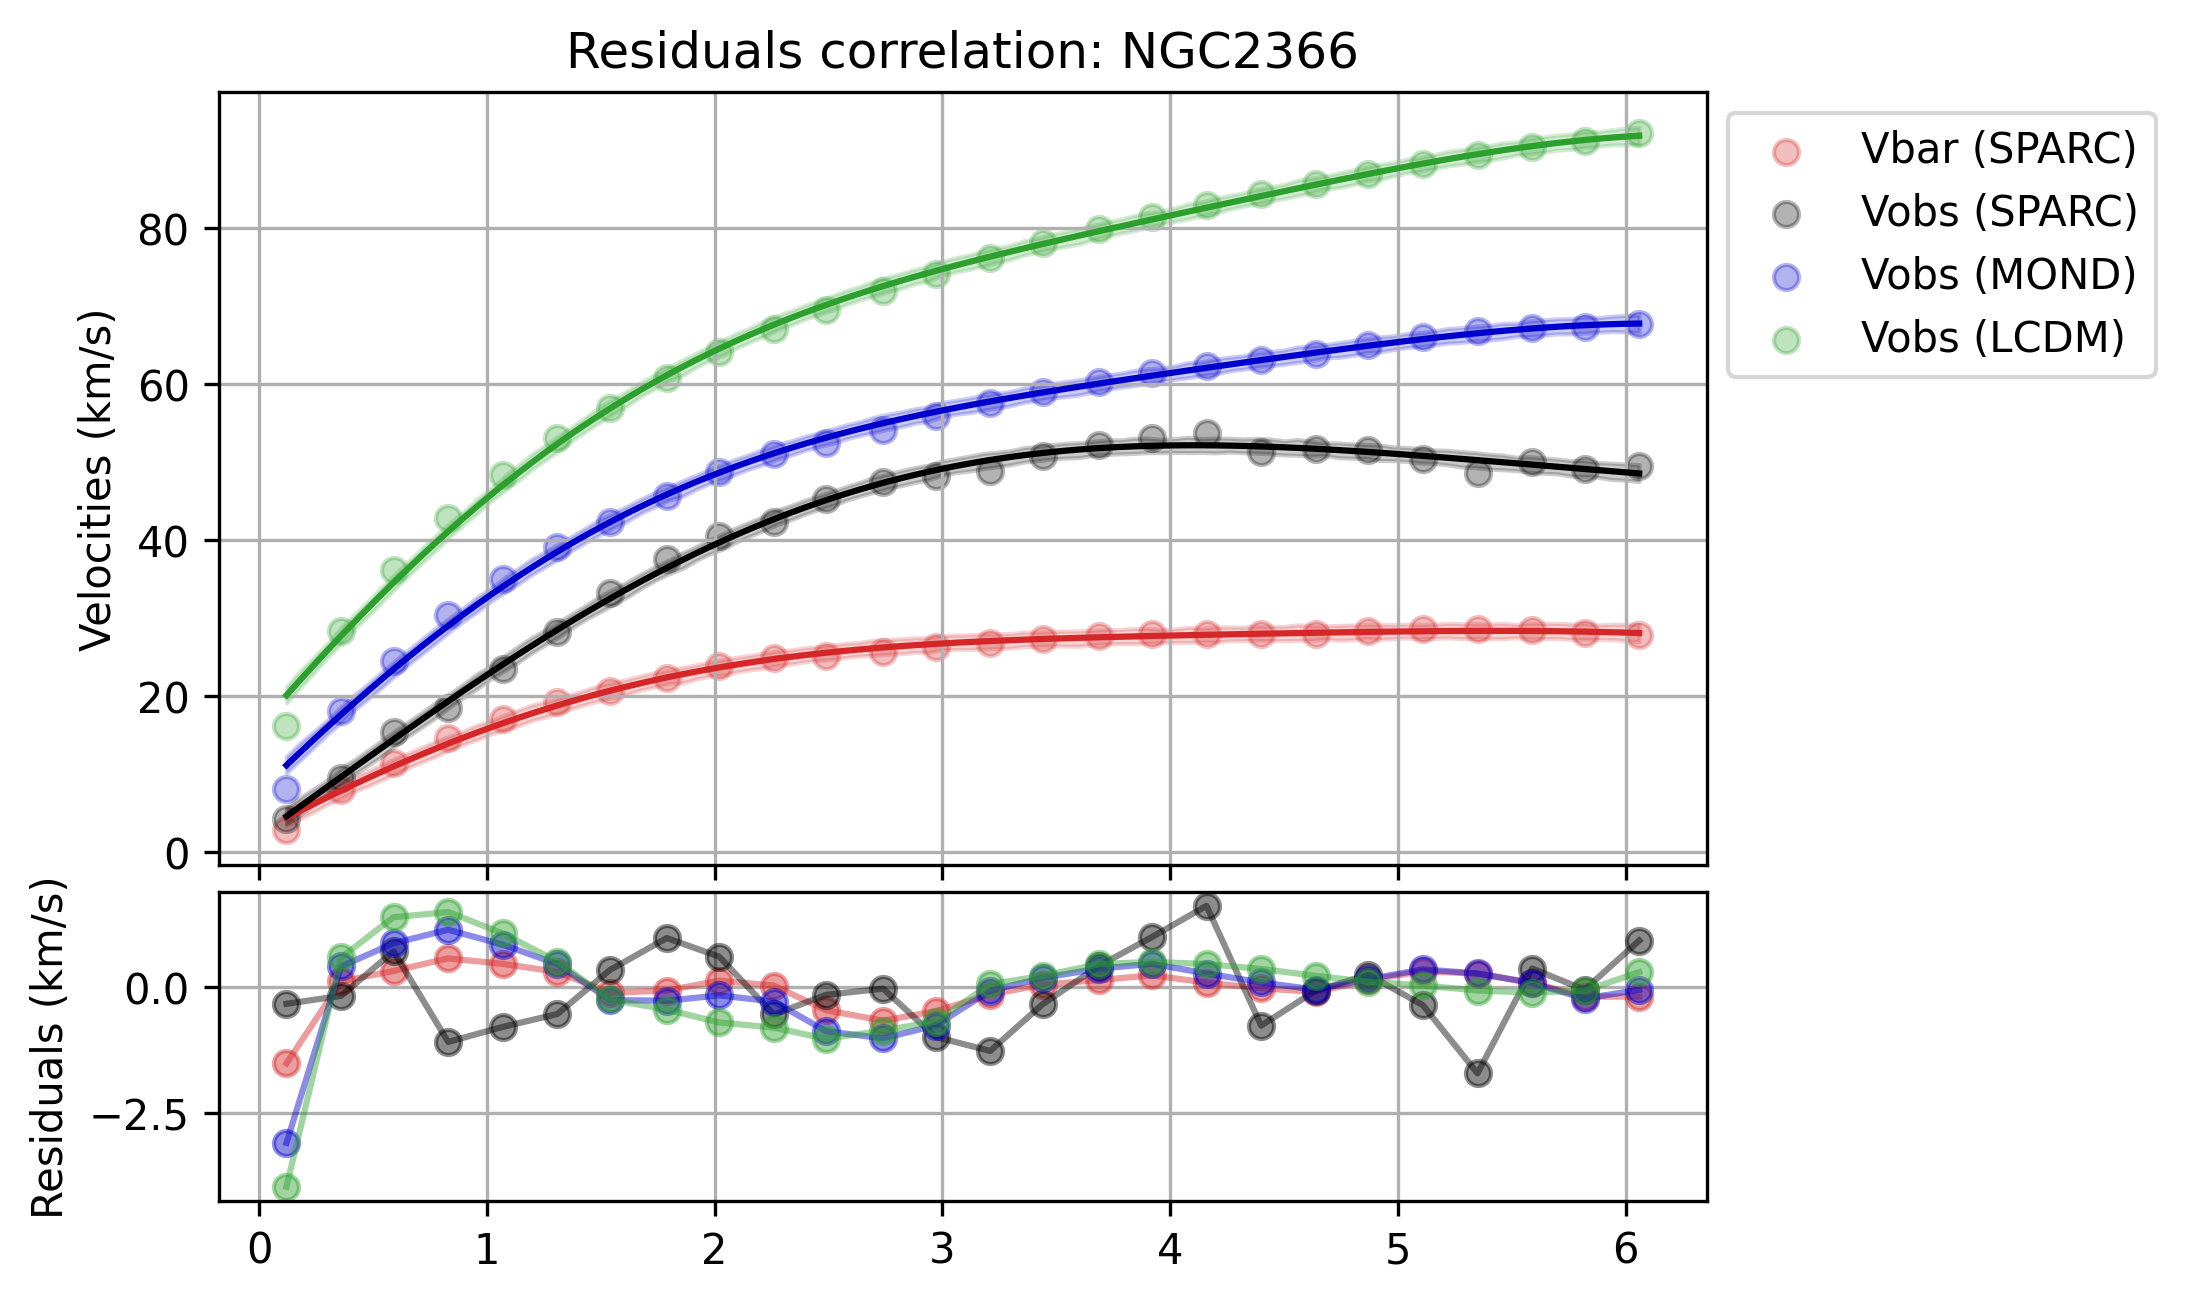 Residuals correlation: NGC2366
Velocities (km/s)
80
60
40
20
0
Vbar (SPARC)
Vobs (SPARC)
Vobs (MOND)
Vobs (LCDM)
Residuals (km/s)
0.0
−2.5
0 1 2 3 4 5 6